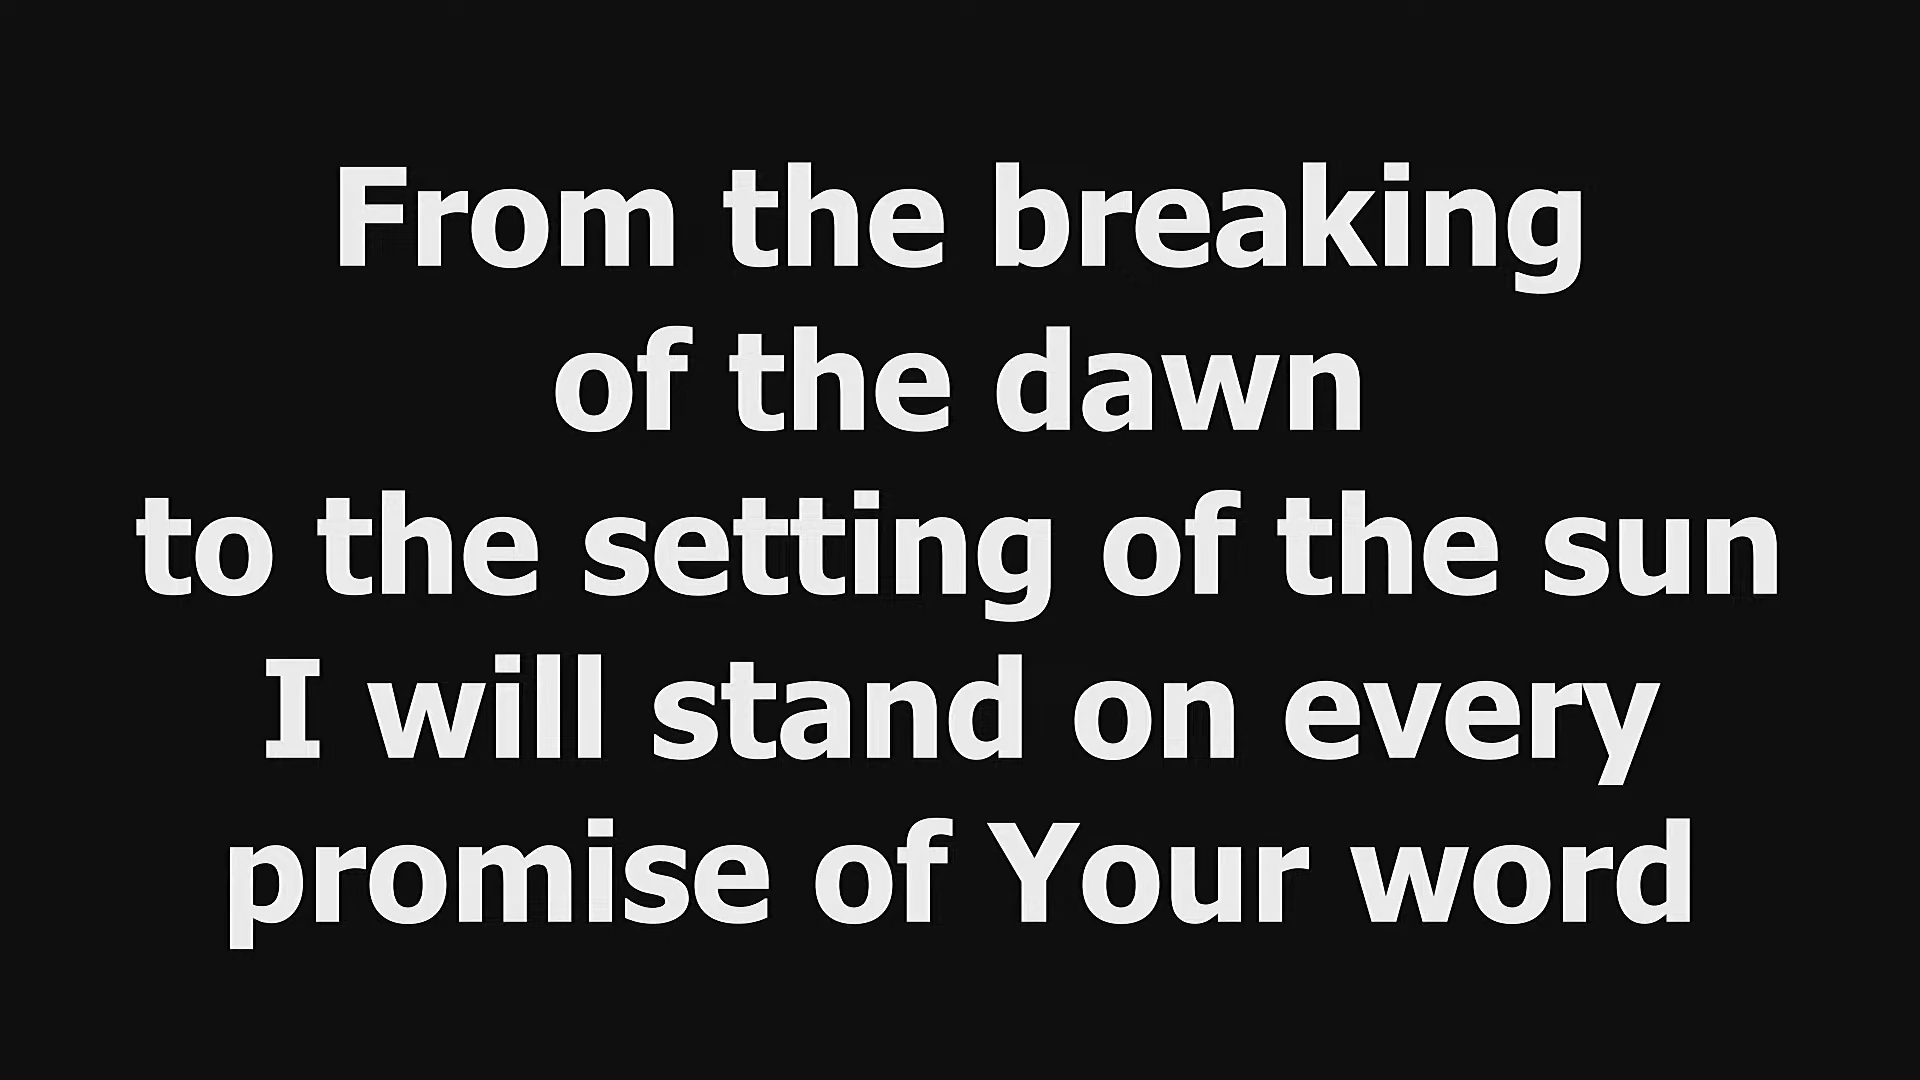 From the breaking
of the dawn
to the setting of the sun
I will stand on every
promise of Your word